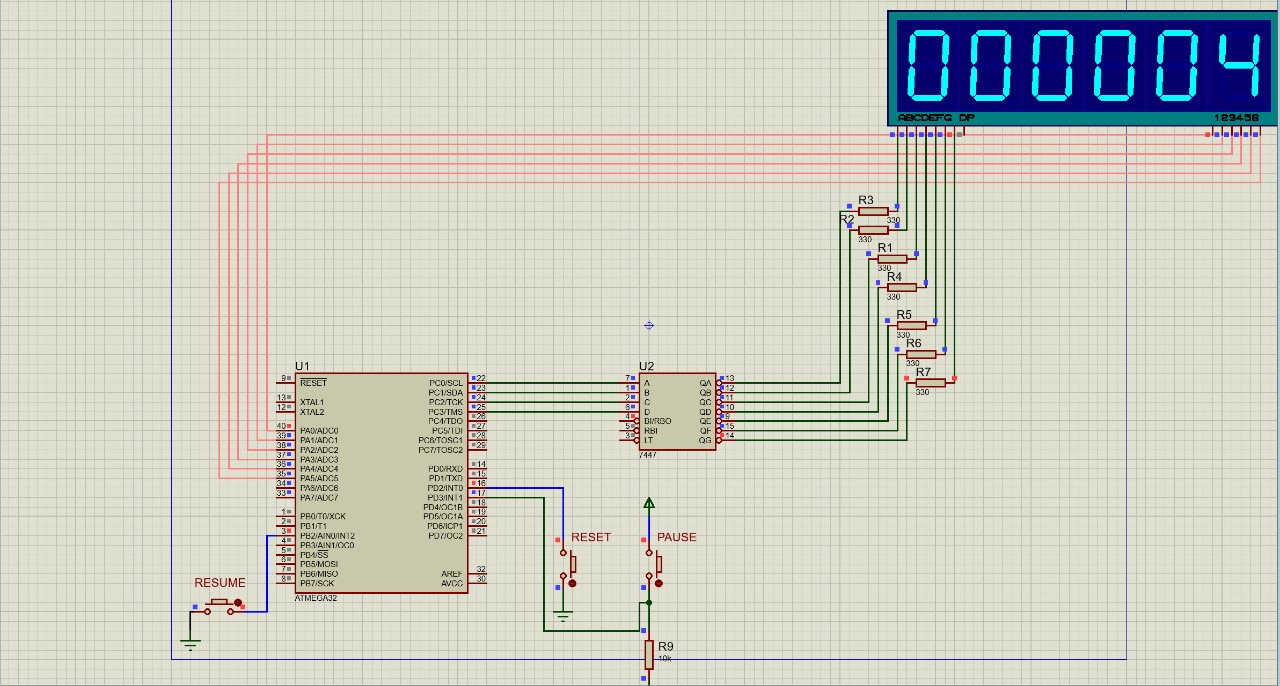 000004
ABCDEFG DP
123456
R3
330
R2
330
R1
330
R4
330
R5
330
R6
330
R7
330
U1
9 RESET
13 XTAL1
12 XTAL2
40 PA0/ADC0
39 PA1/ADC1
38 PA2/ADC2
37 PA3/ADC3
36 PA4/ADC4
35 PA5/ADC5
34 PA6/ADC6
33 PA7/ADC7
1 PB0/T0/XCK
2 PB1/T1
3 PB2/AIN0/INT2
4 PB3/AIN1/OC0
5 PB4/SS
6 PB5/MOSI
7 PB6/MISO
8 PB7/SCK
PC0/SCL 22
PC1/SDA 23
PC2/TCK 24
PC3/TMS 25
PC4/TDO 26
PC5/TDI 27
PC6/TOSC1 28
PC7/TOSC2 29
PD0/RXD 14
PD1/TXD 15
PD2/INT0 16
PD3/INT1 17
PD4/OC1B 18
PD5/OC1A 19
PD6/ICP1 20
PD7/OC2 21
AREF 32
AVCC 30
ATMEGA32
U2
7 A
1 B
2 C
6 D
4 BI/RBO
5 RBI
3 LT
QA 13
QB 12
QC 11
QD 10
QE 9
QF 15
QG 14
7447
RESET
PAUSE
RESUME
R9
10k